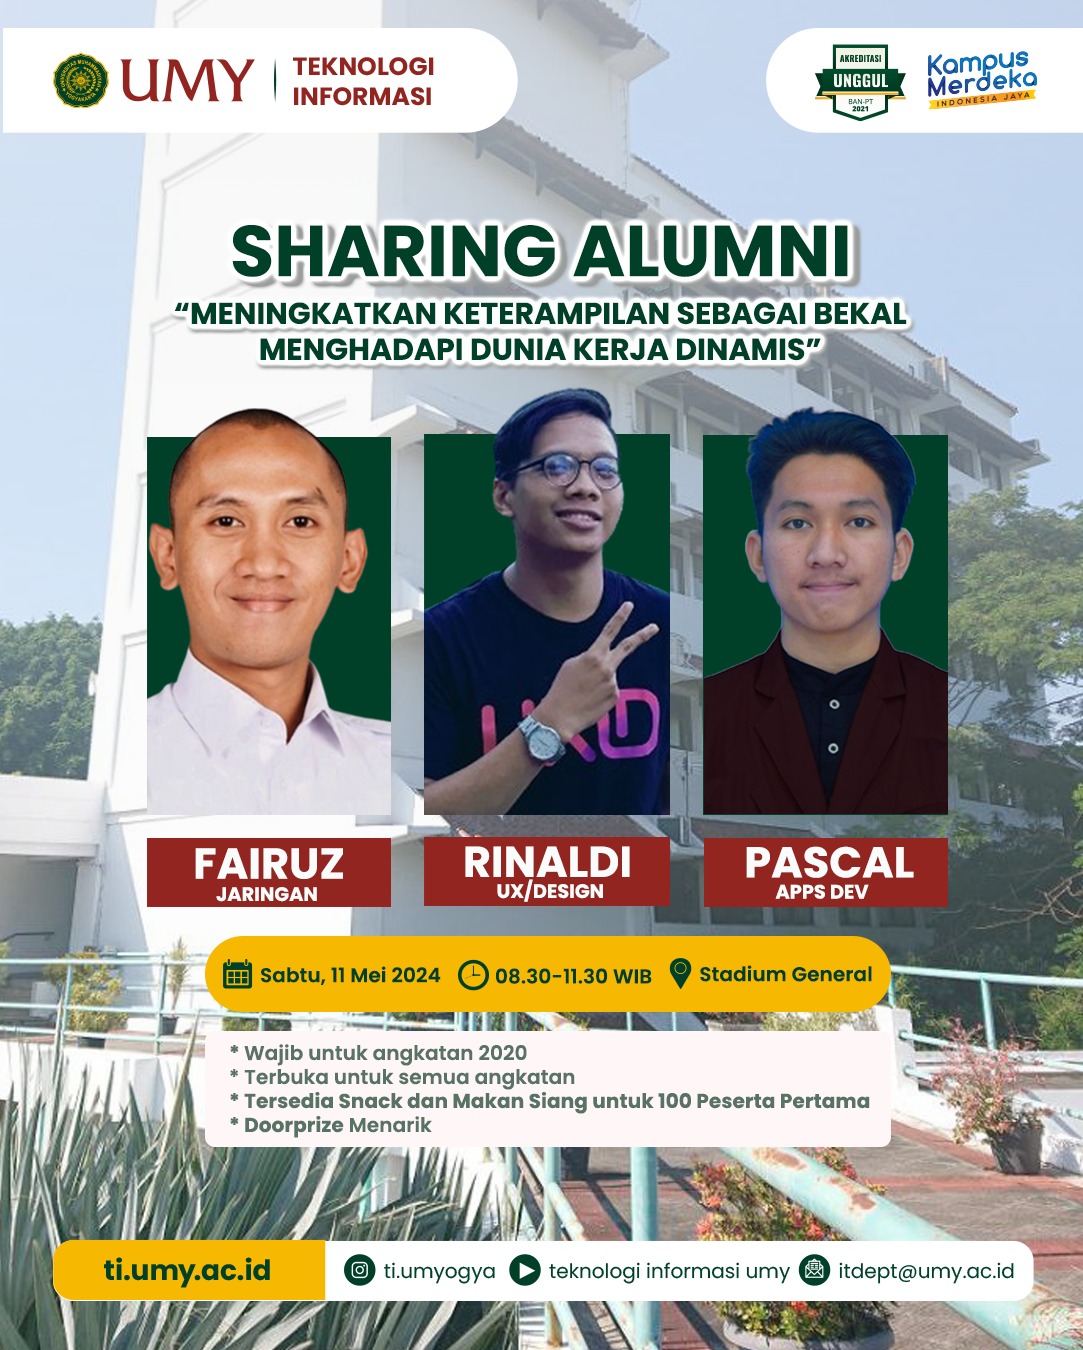 UMY
TEKNOLOGI
INFORMASI
AKREDITASI
UNGGUL
BAN-PT
2021
Kampus
Merdeka
INDONESIA JAYA
SHARING ALUMNI
“MENINGKATKAN KETERAMPILAN SEBAGAI BEKAL
MENGHADAPI DUNIA KERJA DINAMIS”
FAIRUZ
JARINGAN
RINALDI
UX/DESIGN
PASCAL
APPS DEV
Sabtu, 11 Mei 2024
08.30-11.30 WIB
Stadium General
* Wajib untuk angkatan 2020
* Terbuka untuk semua angkatan
* Tersedia Snack dan Makan Siang untuk 100 Peserta Pertama
* Doorprize Menarik
ti.umy.ac.id
ti.umyogya
teknologi informasi umy
itdept@umy.ac.id